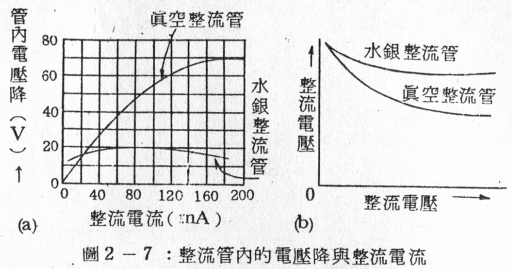 眞空整流管
管內電壓降（V）→
80
60
40
20
0
0 40 80 120 160 200
水銀整流管
(a)
整流電流(mA)
水銀整流管
眞空整流管
整流電壓
0
整流電壓
(b)
圖2－7：整流管內的電壓降與整流電流